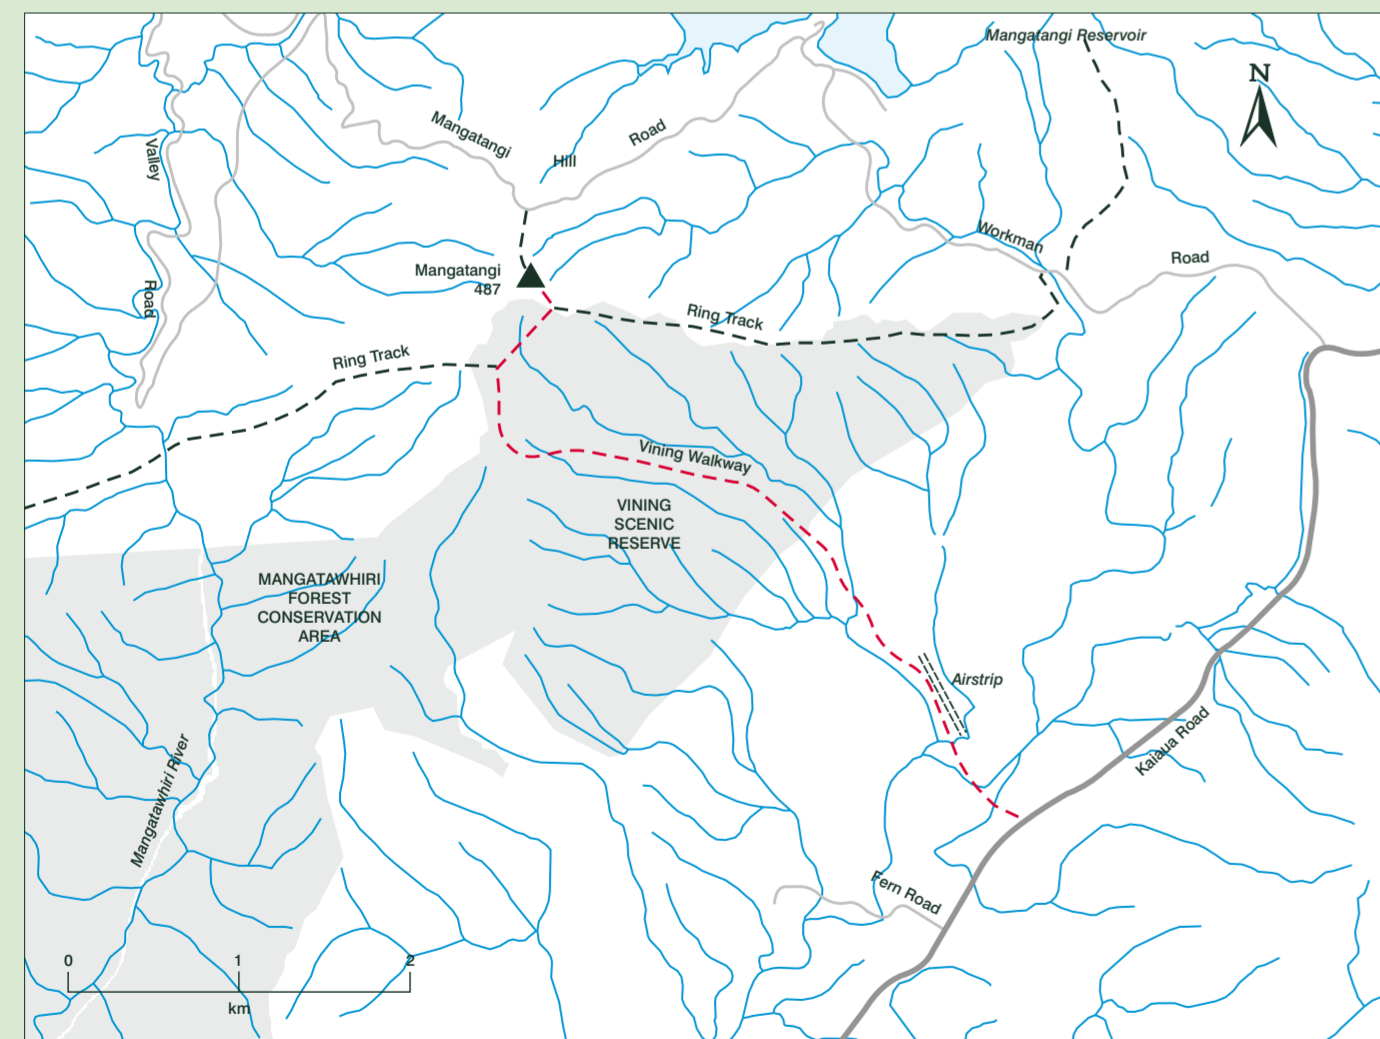 Mangatangi Reservoir
N
Mangatangi
Hill
Road
Valley
Road
Workman
Road
Mangatangi
487
Ring Track
Ring Track
Vining Walkway
VINING
SCENIC
RESERVE
MANGATAWHIRI
FOREST
CONSERVATION
AREA
Airstrip
Kaiaua Road
Mangatawhiri River
Fern Road
0 1 2
km